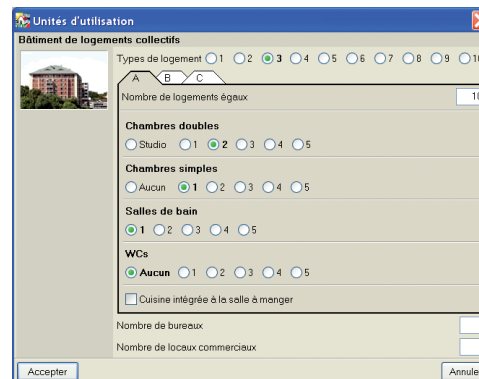 Unités d'utilisation
Bâtiment de logements collectifs
Types de logement 1 2 3 4 5 6 7 8 9 10
A B C
Nombre de logements égaux 10
Chambres doubles
Studio 1 2 3 4 5
Chambres simples
Aucun 1 2 3 4 5
Salles de bain
1 2 3 4 5
WCs
Aucun 1 2 3 4 5
Cuisine intégrée à la salle à manger
Nombre de bureaux
Nombre de locaux commerciaux
Accepter Annule